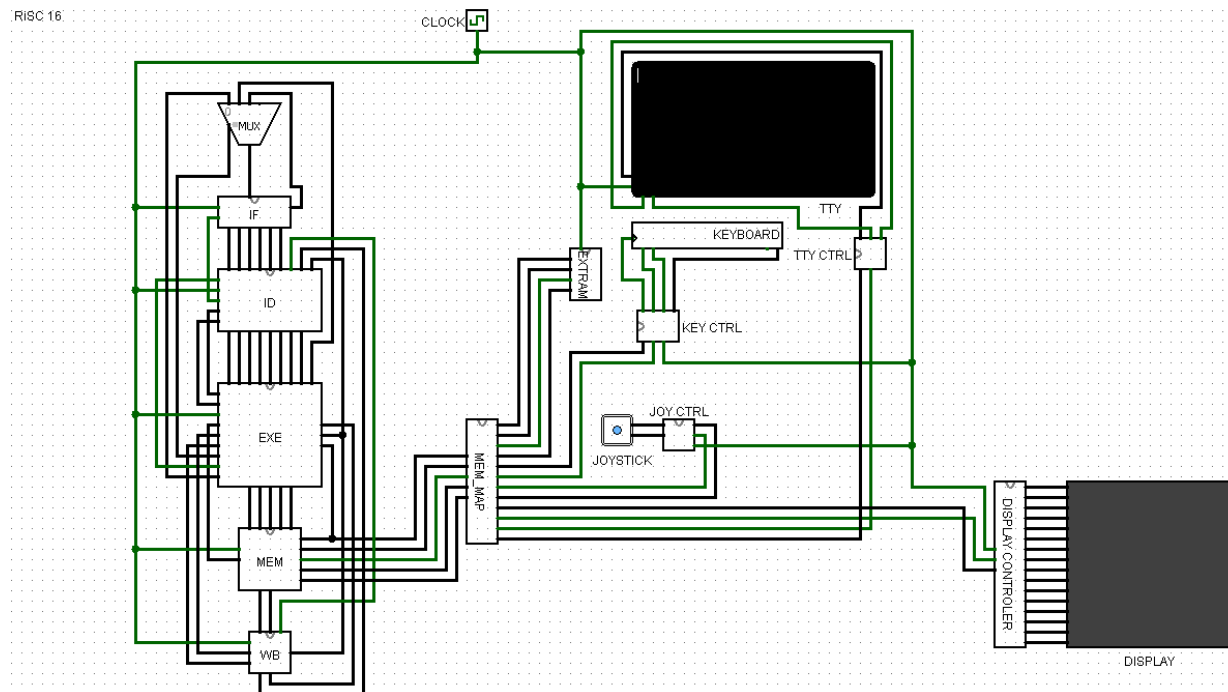 RiSC 16
CLOCK
0
MUX
IF
TTY
KEYBOARD
TTY CTRL
EXTRAM
ID
KEY CTRL
JOY CTRL
EXE
JOYSTICK
MEM_MAP
DISPLAY CONTROLER
MEM
WB
DISPLAY